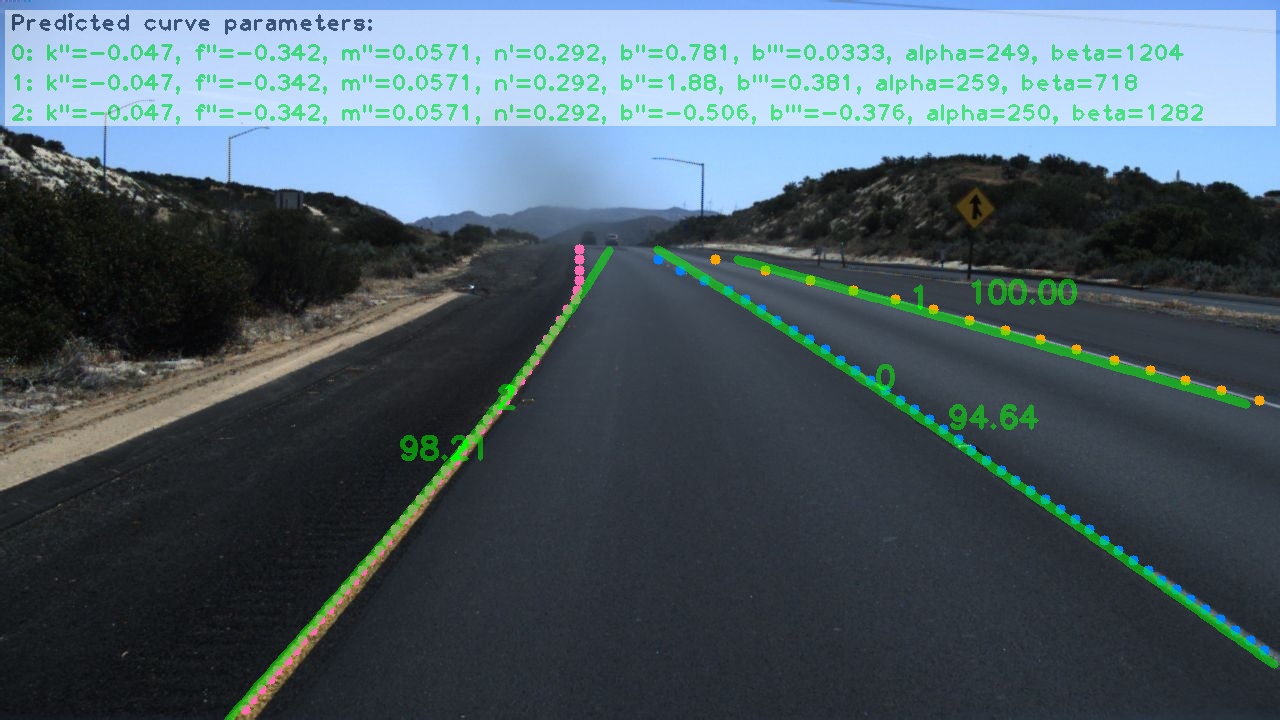 Predicted curve parameters:
0: k''=-0.047, f''=-0.342, m''=0.0571, n'=0.292, b''=0.781, b'''=0.0333, alpha=249, beta=1204
1: k''=-0.047, f''=-0.342, m''=0.0571, n'=0.292, b''=1.88, b'''=0.381, alpha=259, beta=718
2: k''=-0.047, f''=-0.342, m''=0.0571, n'=0.292, b''=-0.506, b'''=-0.376, alpha=250, beta=1282
1 100.00
0
94.64
2
98.21